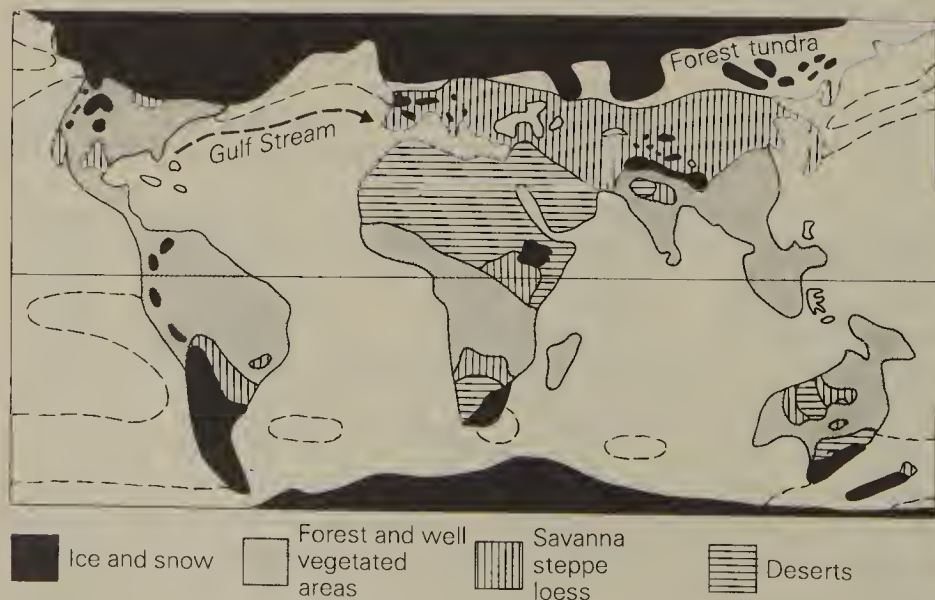 Forest tundra
Gulf Stream
Ice and snow
Forest and well
vegetated
areas
Savanna
steppe
loess
Deserts